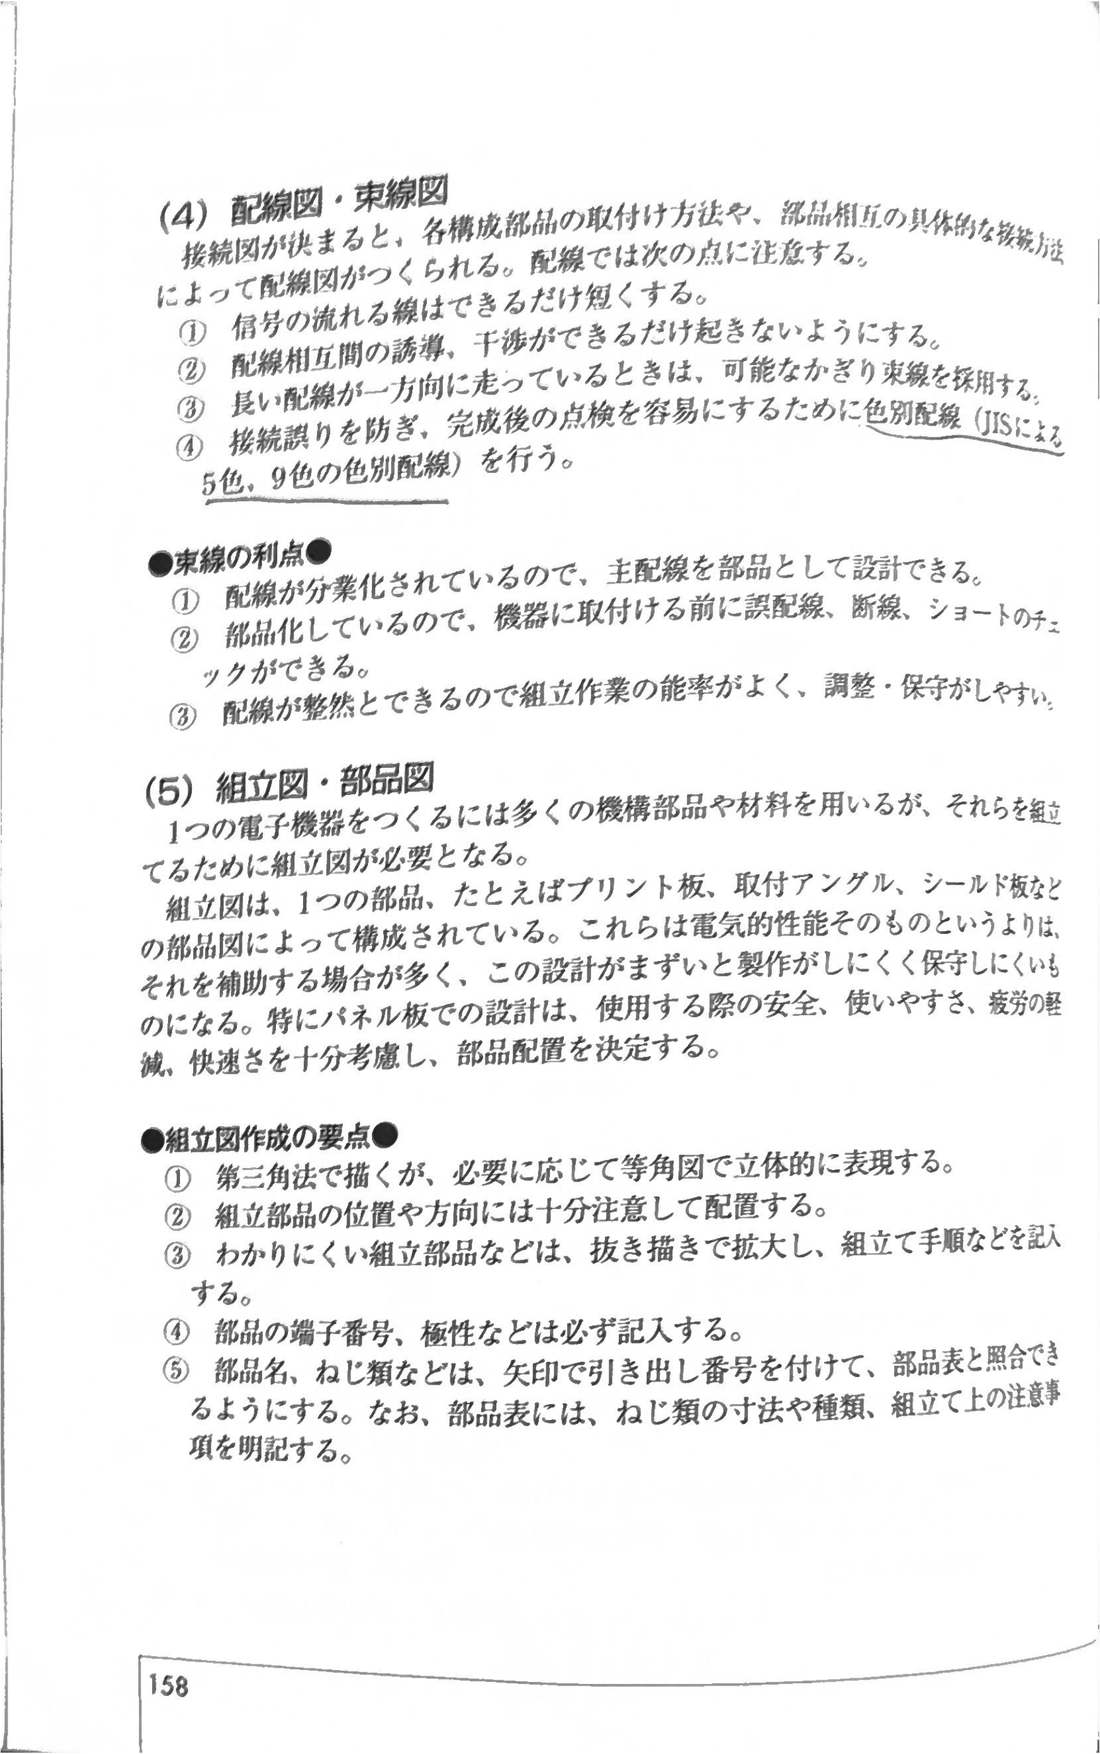 (4) 配線図・束線図
接続図が決まると、各構成部品の取付け方法や、部品相互の具体的な接続方法
によって配線図がつくられる。配線では次の点に注意する。
① 信号の流れる線はできるだけ短くする。
② 配線相互間の誘導、干渉ができるだけ起きないようにする。
③ 長い配線が一方向に走っているときは、可能なかぎり束線を採用する。
④ 接続誤りを防ぎ、完成後の点検を容易にするために色別配線（JISによる
5色、9色の色別配線）を行う。
●束線の利点●
① 配線が分業化されているので、主配線を部品として設計できる。
② 部品化しているので、機器に取付ける前に誤配線、断線、ショートのチェ
ックができる。
③ 配線が整然とできるので組立作業の能率がよく、調整・保守がしやすい。
(5) 組立図・部品図
1つの電子機器をつくるには多くの機構部品や材料を用いるが、それらを組立
てるために組立図が必要となる。
組立図は、1つの部品、たとえばプリント板、取付アングル、シールド板など
の部品図によって構成されている。これらは電気的性能そのものというよりは、
それを補助する場合が多く、この設計がまずいと製作がしにくく保守しにくいも
のになる。特にパネル板での設計は、使用する際の安全、使いやすさ、疲労の軽
減、快速さを十分考慮し、部品配置を決定する。
●組立図作成の要点●
① 第三角法で描くが、必要に応じて等角図で立体的に表現する。
② 組立部品の位置や方向には十分注意して配置する。
③ わかりにくい組立部品などは、抜き描きで拡大し、組立て手順などを記入
する。
④ 部品の端子番号、極性などは必ず記入する。
⑤ 部品名、ねじ類などは、矢印で引き出し番号を付けて、部品表と照合でき
るようにする。なお、部品表には、ねじ類の寸法や種類、組立て上の注意事
項を明記する。
158